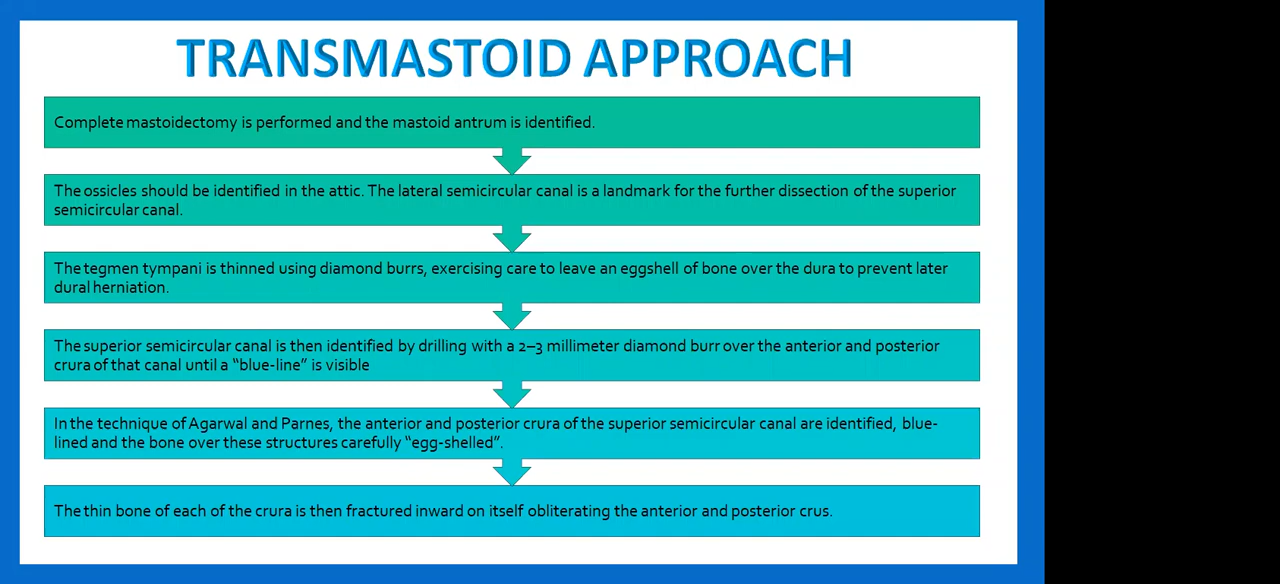 TRANSMASTOID APPROACH
Complete mastoidectomy is performed and the mastoid antrum is identified.
The ossicles should be identified in the attic. The lateral semicircular canal is a landmark for the further dissection of the superior
semicircular canal.
The tegmen tympani is thinned using diamond burrs, exercising care to leave an eggshell of bone over the dura to prevent later
dural herniation.
The superior semicircular canal is then identified by drilling with a 2–3 millimeter diamond burr over the anterior and posterior
crura of that canal until a “blue-line” is visible
In the technique of Agarwal and Parnes, the anterior and posterior crura of the superior semicircular canal are identified, blue-
lined and the bone over these structures carefully “egg-shelled”.
The thin bone of each of the crura is then fractured inward on itself obliterating the anterior and posterior crus.